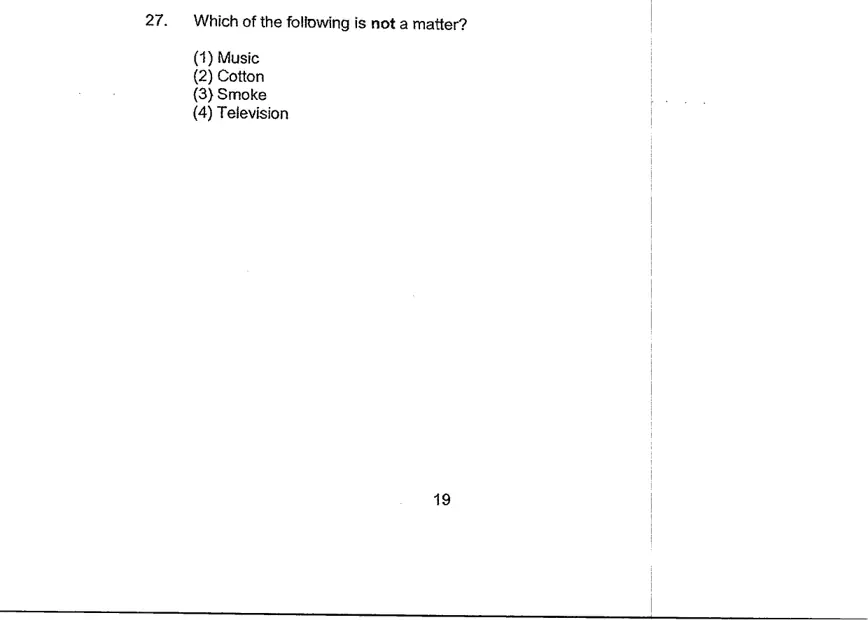 27. Which of the following is not a matter?
(1) Music
(2) Cotton
(3) Smoke
(4) Television
19